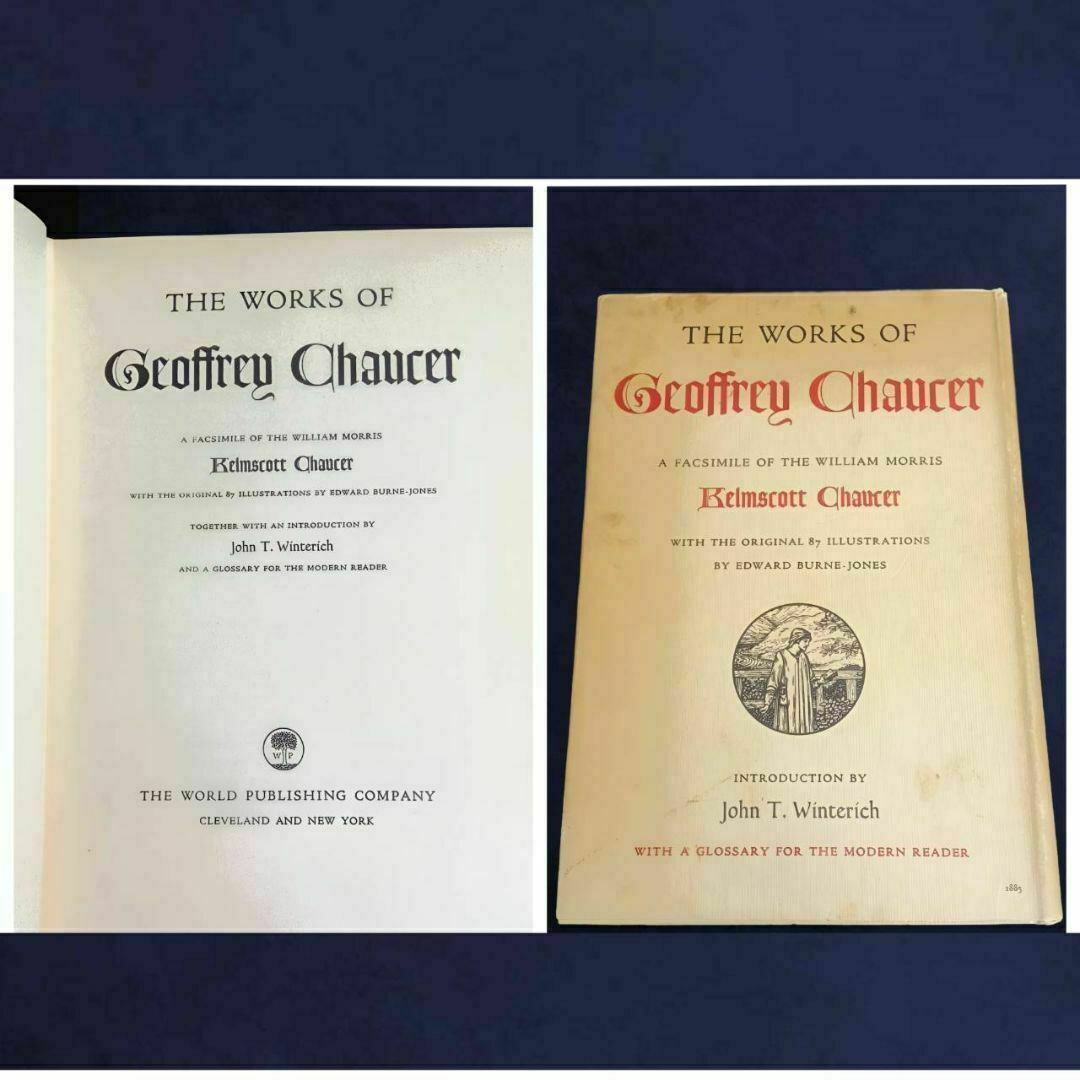 THE WORKS OF
Geoffrey Chaucer
A FACSIMILE OF THE WILLIAM MORRIS
Kelmscott Chaucer
WITH THE ORIGINAL 87 ILLUSTRATIONS BY EDWARD BURNE-JONES
TOGETHER WITH AN INTRODUCTION BY
John T. Winterich
AND A GLOSSARY FOR THE MODERN READER
W P
THE WORLD PUBLISHING COMPANY
CLEVELAND AND NEW YORK
THE WORKS OF
Geoffrey Chaucer
A FACSIMILE OF THE WILLIAM MORRIS
Kelmscott Chaucer
WITH THE ORIGINAL 87 ILLUSTRATIONS
BY EDWARD BURNE-JONES
INTRODUCTION BY
John T. Winterich
WITH A GLOSSARY FOR THE MODERN READER
1885